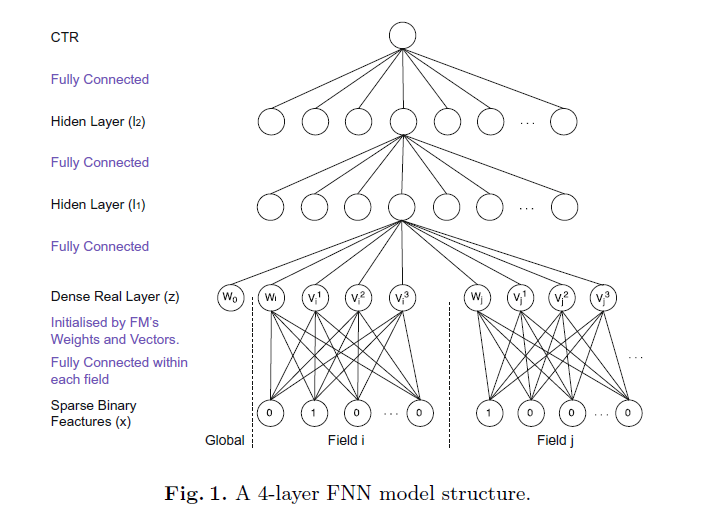 CTR
Fully Connected
Hiden Layer (l2)
...
Fully Connected
Hiden Layer (l1)
...
Fully Connected
Dense Real Layer (z)
W0 Wi Vi1 Vi2 Vi3 Wj Vj1 Vj2 Vj3
Initialised by FM's
Weights and Vectors.
Fully Connected within
each field
...
Sparse Binary
Feactures (x)
0 1 0 ... 0 1 0 0 ... 0
Global Field i Field j
Fig. 1. A 4-layer FNN model structure.